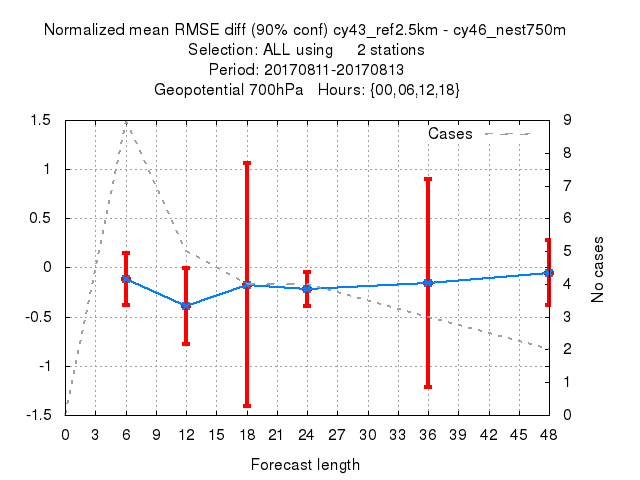 Normalized mean RMSE diff (90% conf) cy43_ref2.5km - cy46_nest750m
Selection: ALL using 2 stations
Period: 20170811-20170813
Geopotential 700hPa Hours: {00,06,12,18}
Cases
1.5
1
0.5
0
-0.5
-1
-1.5
9
8
7
6
5
4
3
2
1
0
No cases
0 3 6 9 12 15 18 21 24 27 30 33 36 39 42 45 48
Forecast length